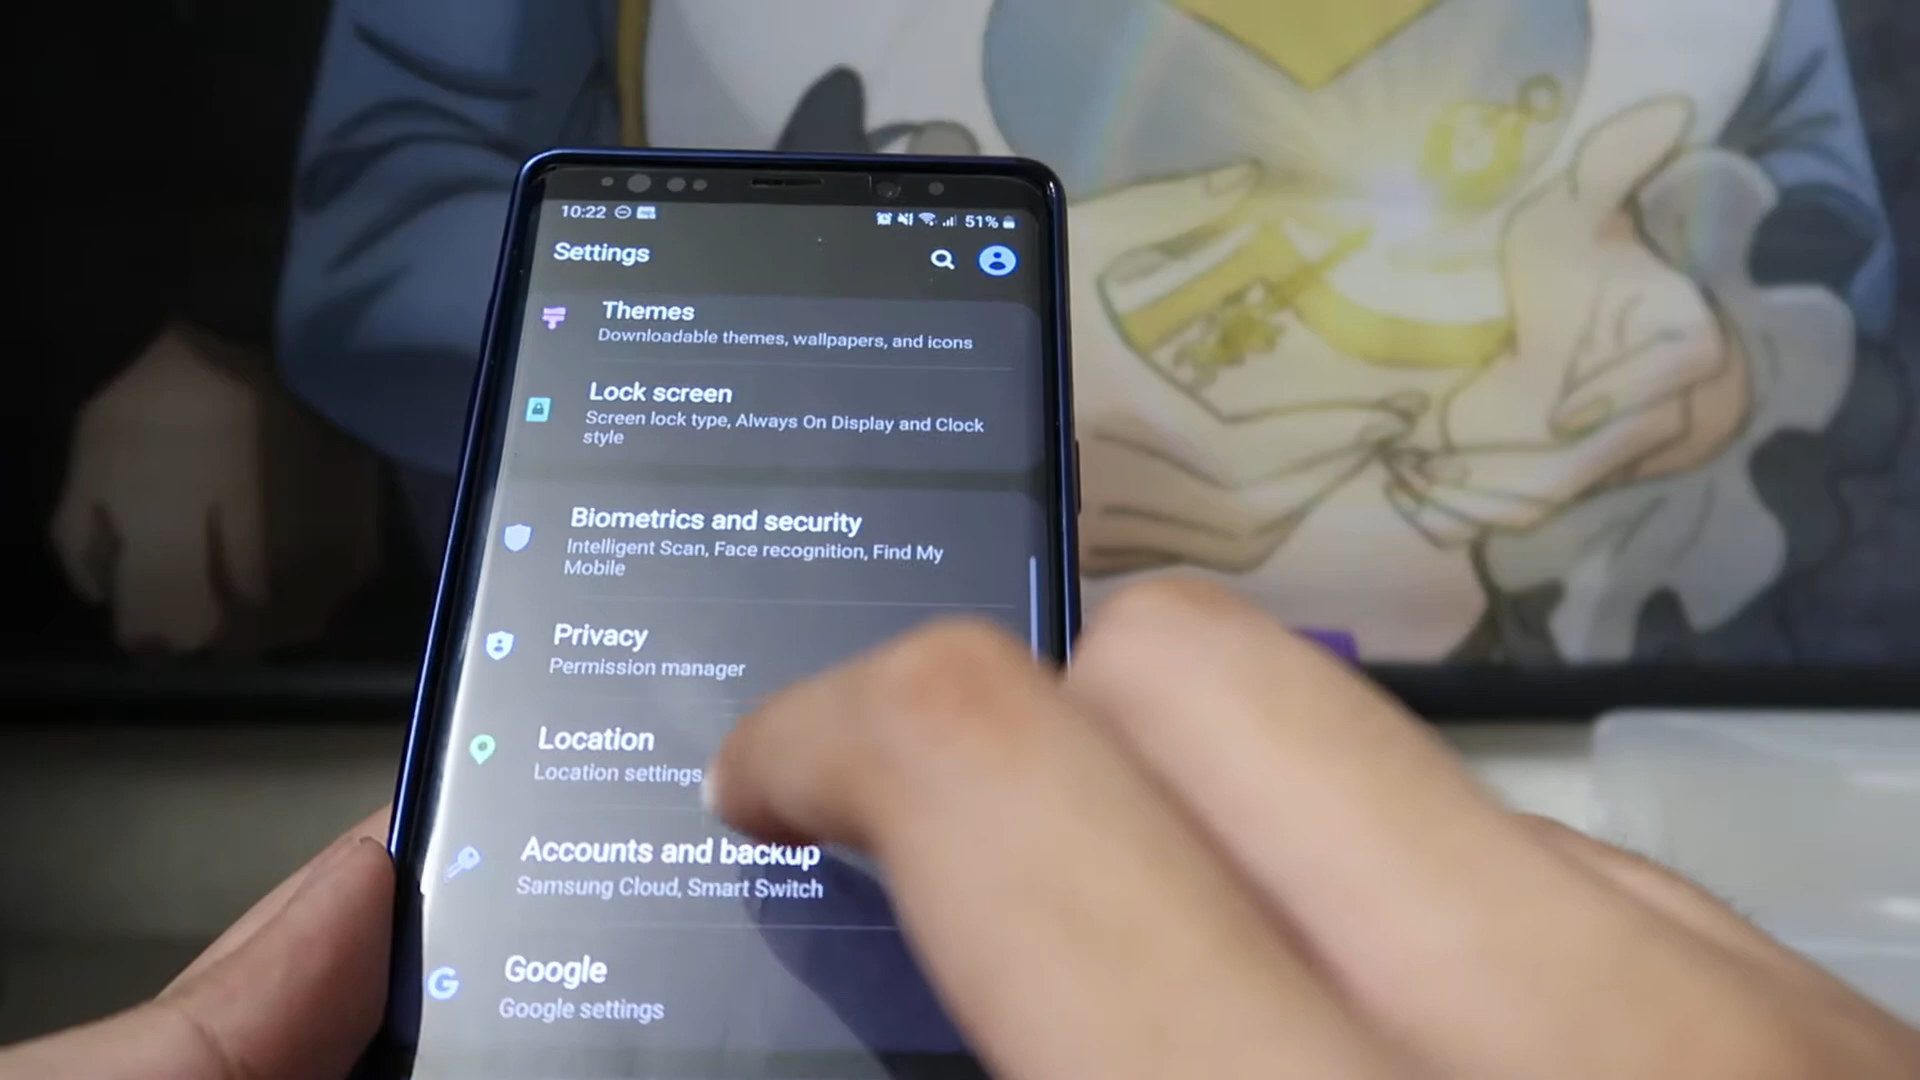 10:22
51%
Settings
Themes
Downloadable themes, wallpapers, and icons
Lock screen
Screen lock type, Always On Display and Clock
style
Biometrics and security
Intelligent Scan, Face recognition, Find My
Mobile
Privacy
Permission manager
Location
Location settings
Accounts and backup
Samsung Cloud, Smart Switch
G
Google
Google settings